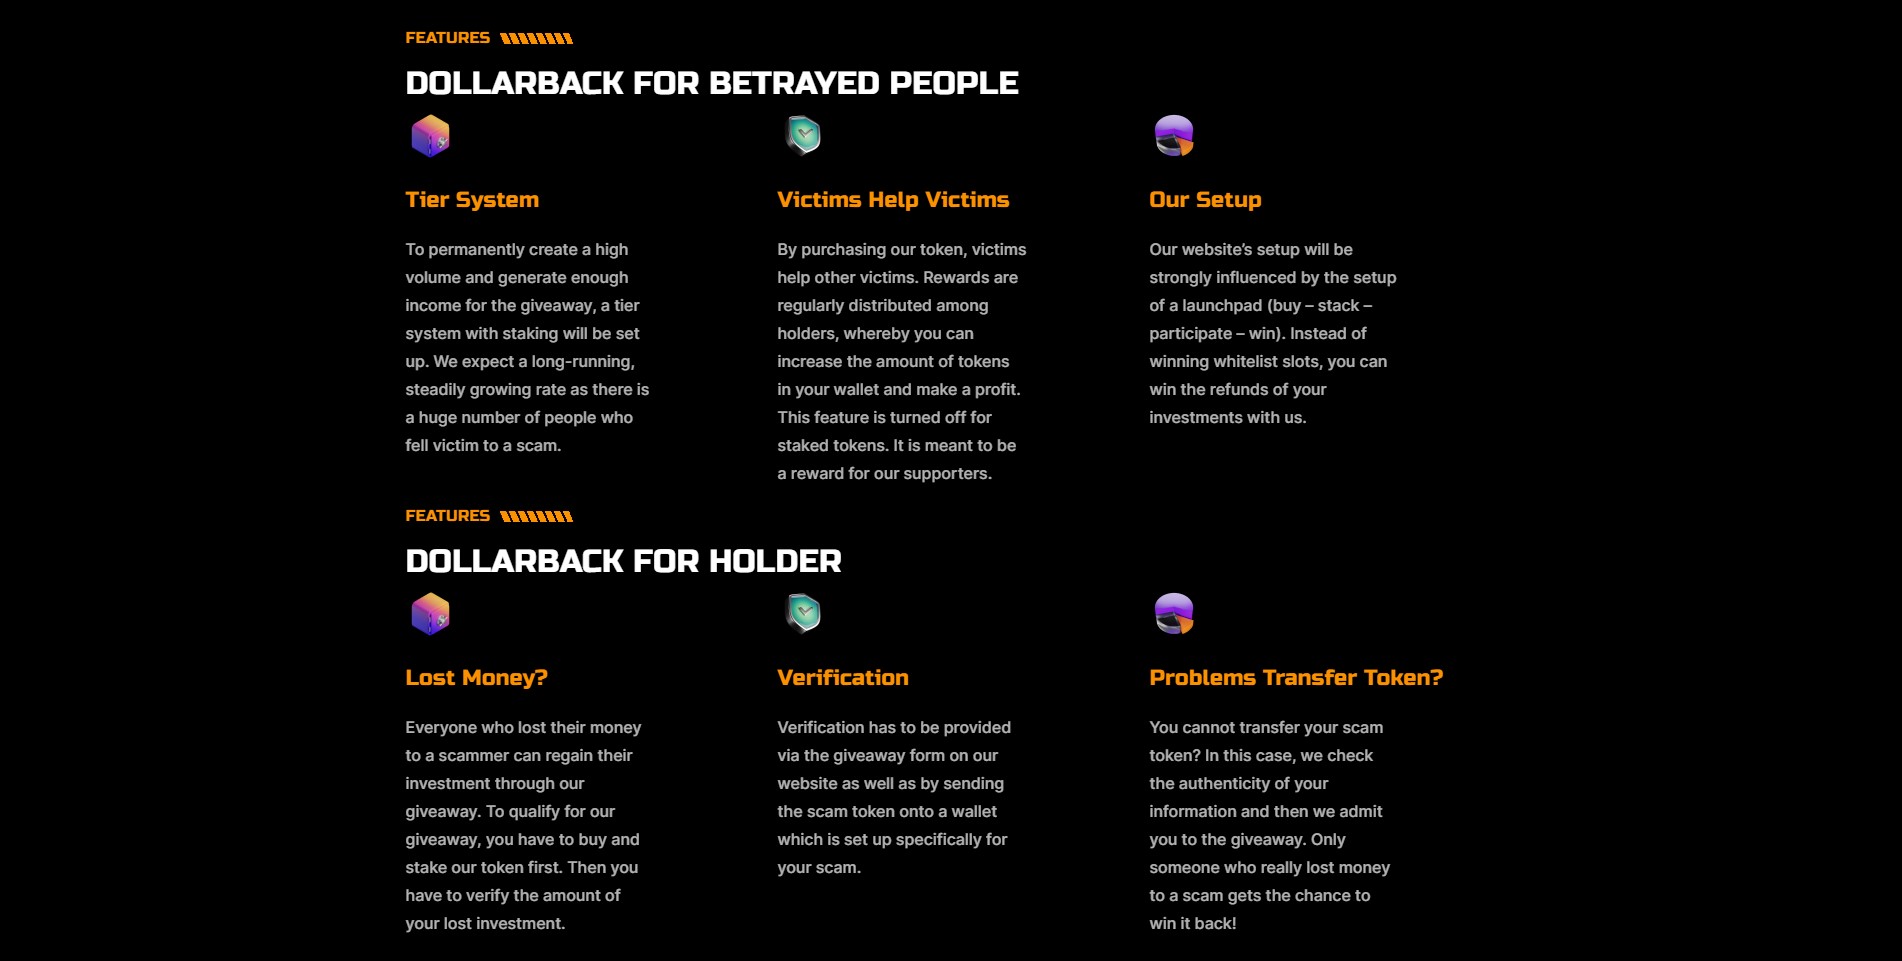 FEATURES
DOLLARBACK FOR BETRAYED PEOPLE
Tier System
To permanently create a high
volume and generate enough
income for the giveaway, a tier
system with staking will be set
up. We expect a long-running,
steadily growing rate as there is
a huge number of people who
fell victim to a scam.
Victims Help Victims
By purchasing our token, victims
help other victims. Rewards are
regularly distributed among
holders, whereby you can
increase the amount of tokens
in your wallet and make a profit.
This feature is turned off for
staked tokens. It is meant to be
a reward for our supporters.
Our Setup
Our website’s setup will be
strongly influenced by the setup
of a launchpad (buy – stack –
participate – win). Instead of
winning whitelist slots, you can
win the refunds of your
investments with us.
FEATURES
DOLLARBACK FOR HOLDER
Lost Money?
Everyone who lost their money
to a scammer can regain their
investment through our
giveaway. To qualify for our
giveaway, you have to buy and
stake our token first. Then you
have to verify the amount of
your lost investment.
Verification
Verification has to be provided
via the giveaway form on our
website as well as by sending
the scam token onto a wallet
which is set up specifically for
your scam.
Problems Transfer Token?
You cannot transfer your scam
token? In this case, we check
the authenticity of your
information and then we admit
you to the giveaway. Only
someone who really lost money
to a scam gets the chance to
win it back!